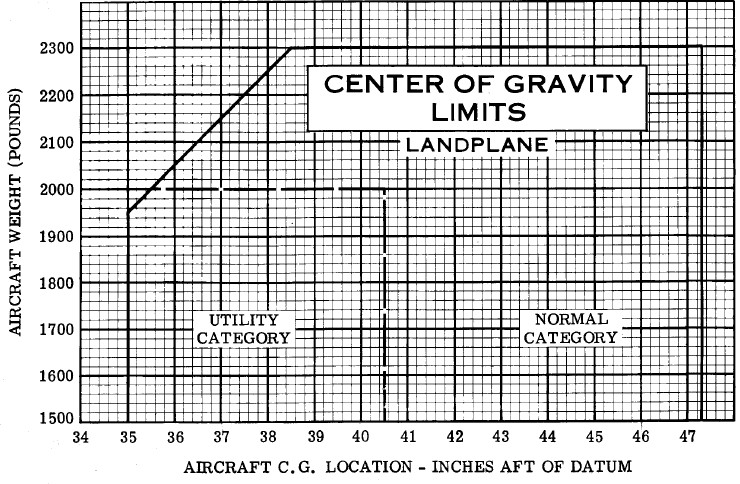 CENTER OF GRAVITY
LIMITS
LANDPLANE
AIRCRAFT WEIGHT (POUNDS)
2300
2200
2100
2000
1900
1800
1700
1600
1500
UTILITY
CATEGORY
NORMAL
CATEGORY
34 35 36 37 38 39 40 41 42 43 44 45 46 47
AIRCRAFT C.G. LOCATION - INCHES AFT OF DATUM